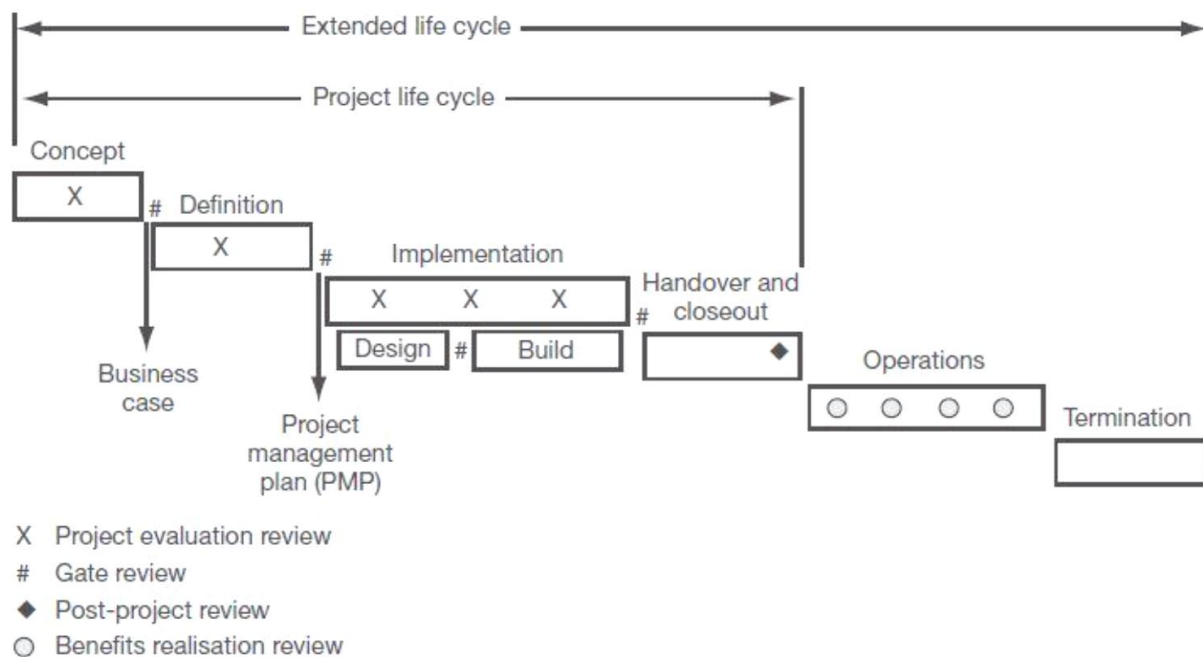 Extended life cycle
Project life cycle
Concept
X
#
Definition
X
#
Implementation
X X X
Design # Build
#
Handover and
closeout
Business
case
Project
management
plan (PMP)
Operations
Termination
X Project evaluation review
# Gate review
◆ Post-project review
○ Benefits realisation review